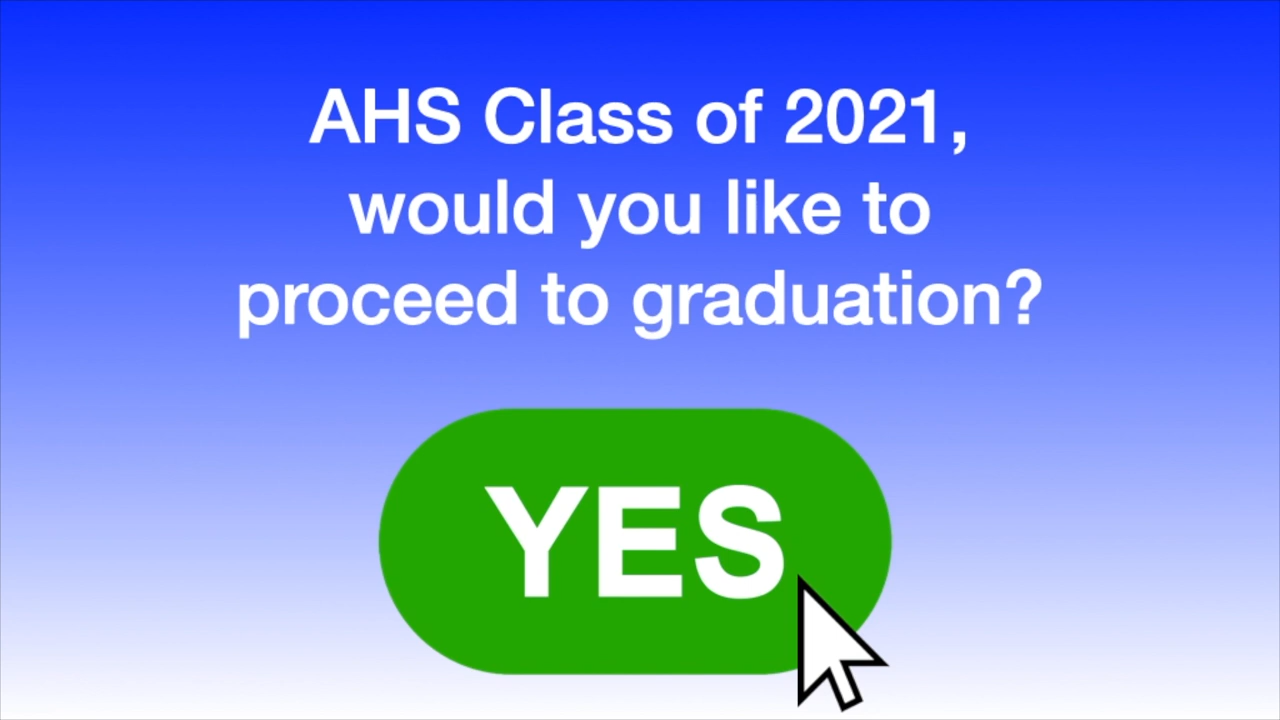 AHS Class of 2021,
would you like to
proceed to graduation?
YES